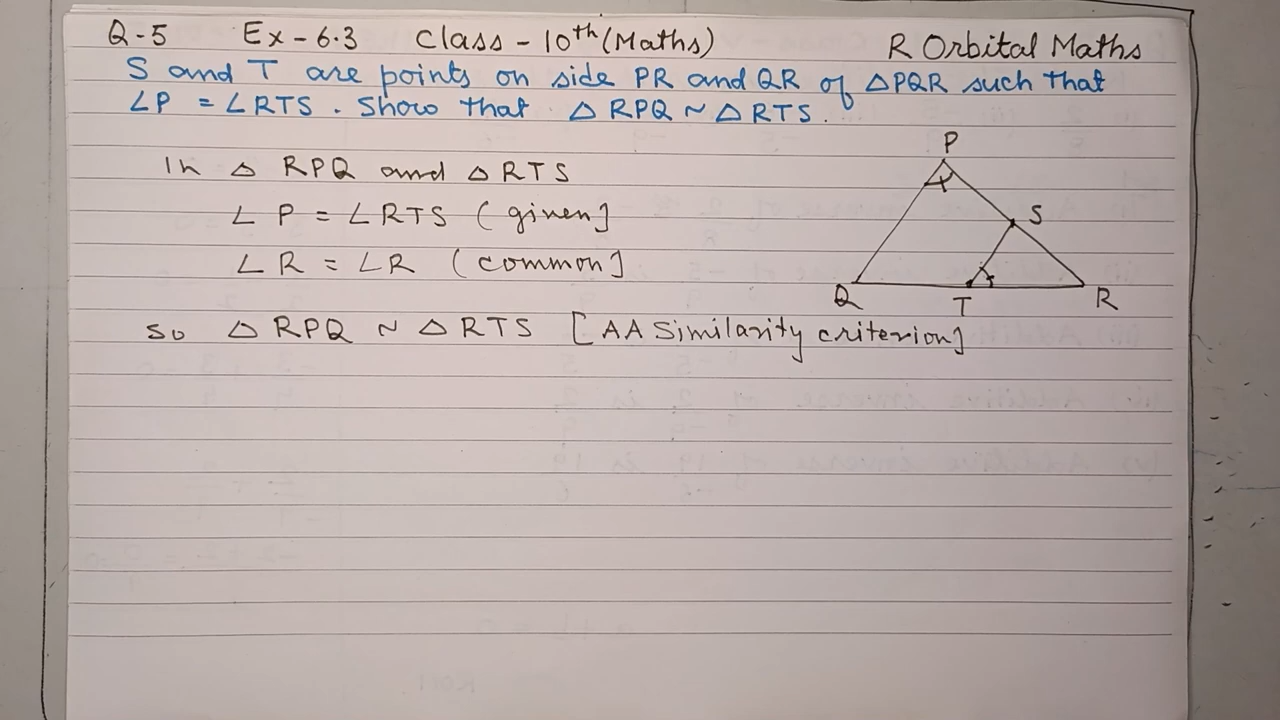 Q-5 Ex-6.3 Class-10th (Maths) R Orbital Maths
S and T are points on side PR and QR of △PQR such that
∠P = ∠RTS. Show that △RPQ ~ △RTS.
In △ RPQ and △RTS
∠ P = ∠RTS (given]
∠ R = ∠R (common]
so △ RPQ ~ △ RTS [AA Similarity criterion]
P
S
Q T R